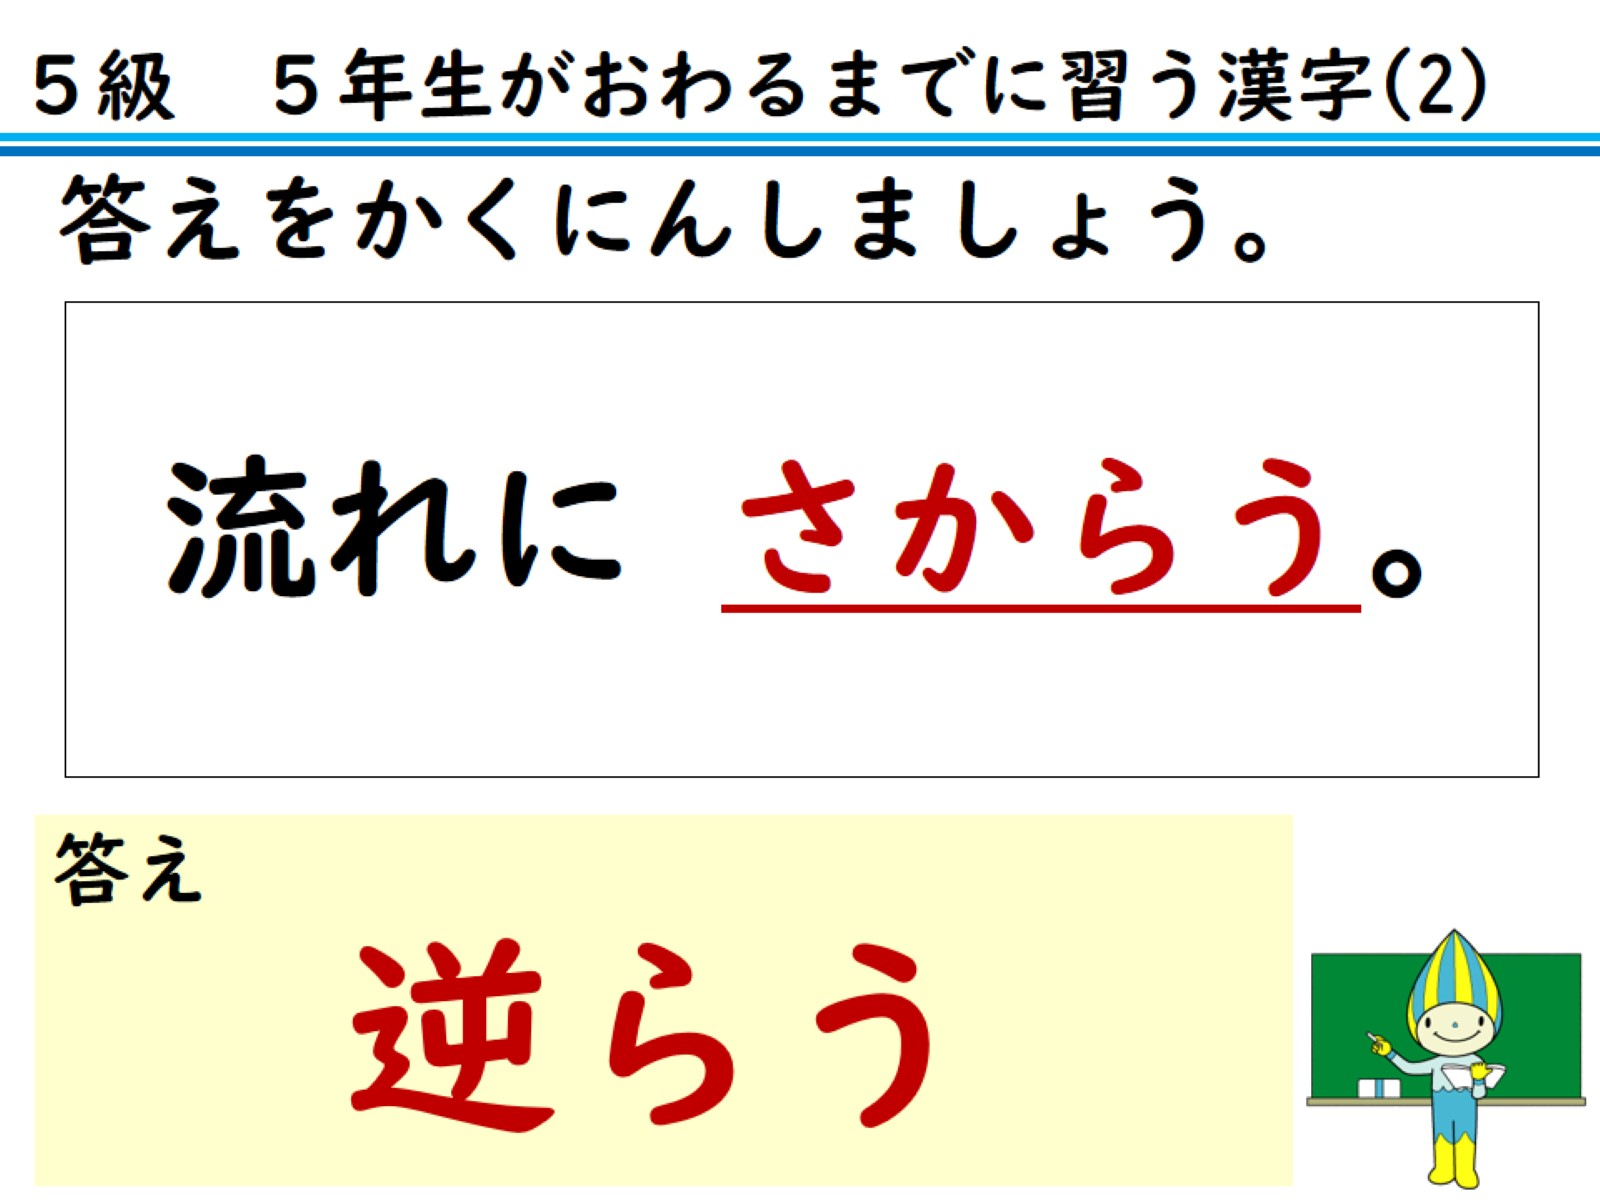 ５級　５年生がおわるまでに習う漢字(2)
答えをかくにんしましょう。
流れに さからう。
答え
逆らう